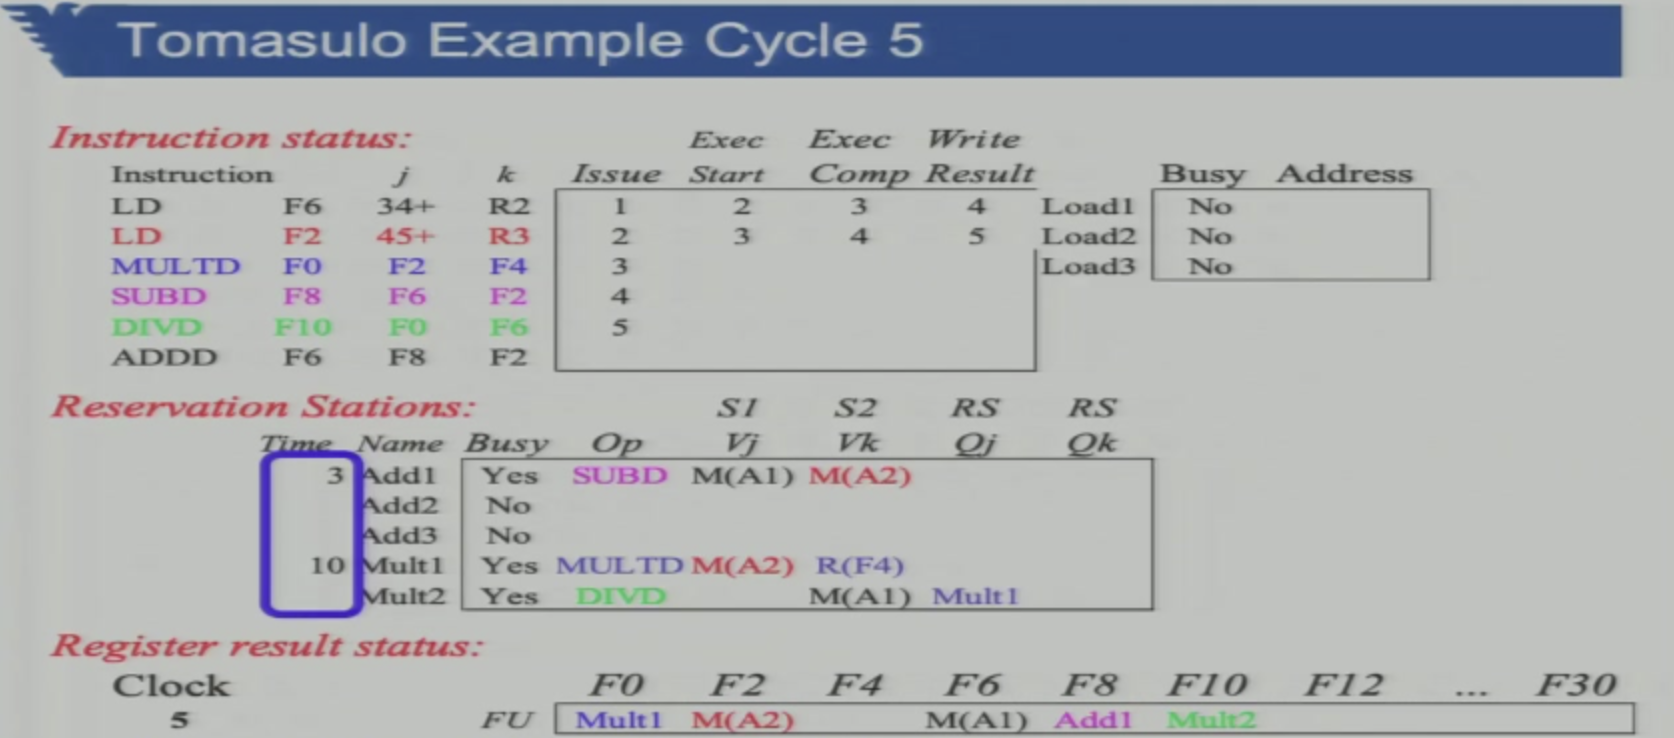 Tomasulo Example Cycle 5
Instruction status: Exec Exec Write
Instruction j k Issue Start Comp Result Busy Address
LD F6 34+ R2 1 2 3 4 Load1 No
LD F2 45+ R3 2 3 4 5 Load2 No
MULTD F0 F2 F4 3 Load3 No
SUBD F8 F6 F2 4
DIVD F10 F0 F6 5
ADDD F6 F8 F2
Reservation Stations: S1 S2 RS RS
Time Name Busy Op Vj Vk Qj Qk
3 Add1 Yes SUBD M(A1) M(A2)
Add2 No
Add3 No
10 Mult1 Yes MULTD M(A2) R(F4)
Mult2 Yes DIVD M(A1) Mult1
Register result status:
Clock F0 F2 F4 F6 F8 F10 F12 ... F30
5 FU Mult1 M(A2) M(A1) Add1 Mult2